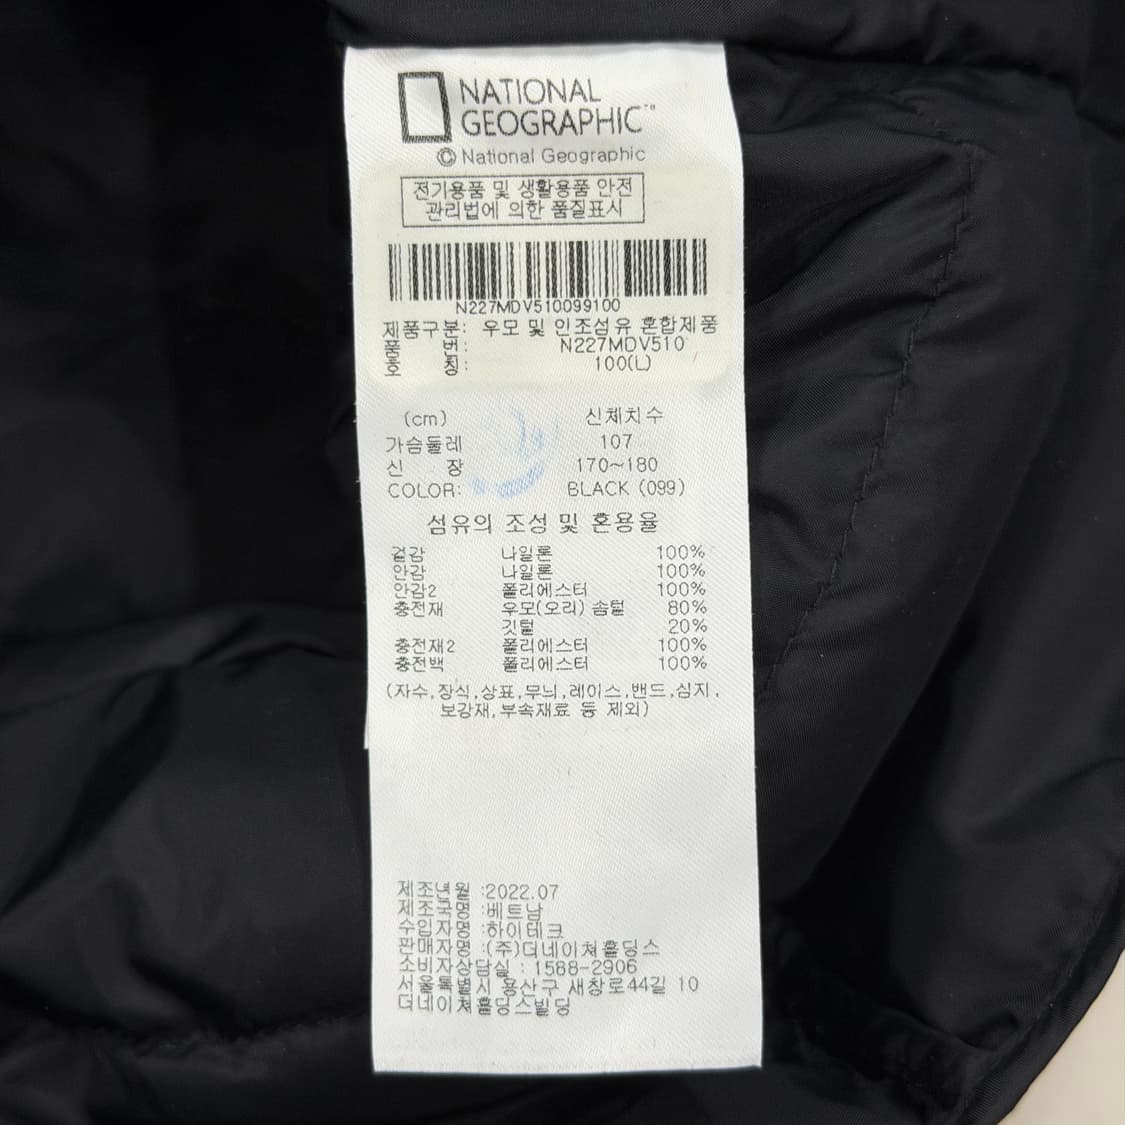 NATIONAL
GEOGRAPHIC™
© National Geographic
전기용품 및 생활용품 안전
관리법에 의한 품질표시
N227MDV510099100
제품구분: 우모 및 인조섬유 혼합제품
품 번: N227MDV510
호 칭: 100(L)
(cm) 신체치수
가슴둘레 107
신 장 170~180
COLOR: BLACK (099)
섬유의 조성 및 혼용율
겉감 나일론 100%
안감 나일론 100%
안감2 폴리에스터 100%
충전재 우모(오리) 솜털 80%
깃털 20%
충전재2 폴리에스터 100%
충전백 폴리에스터 100%
(자수,장식,상표,무늬,레이스,밴드,심지,
보강재,부속재료 등 제외)
제조년월 :2022.07
제조국명 :베트남
수입자명 :하이테크
판매자명 :(주)더네이쳐홀딩스
소비자상담실 : 1588-2906
서울특별시 용산구 새창로44길 10
더네이쳐홀딩스빌딩